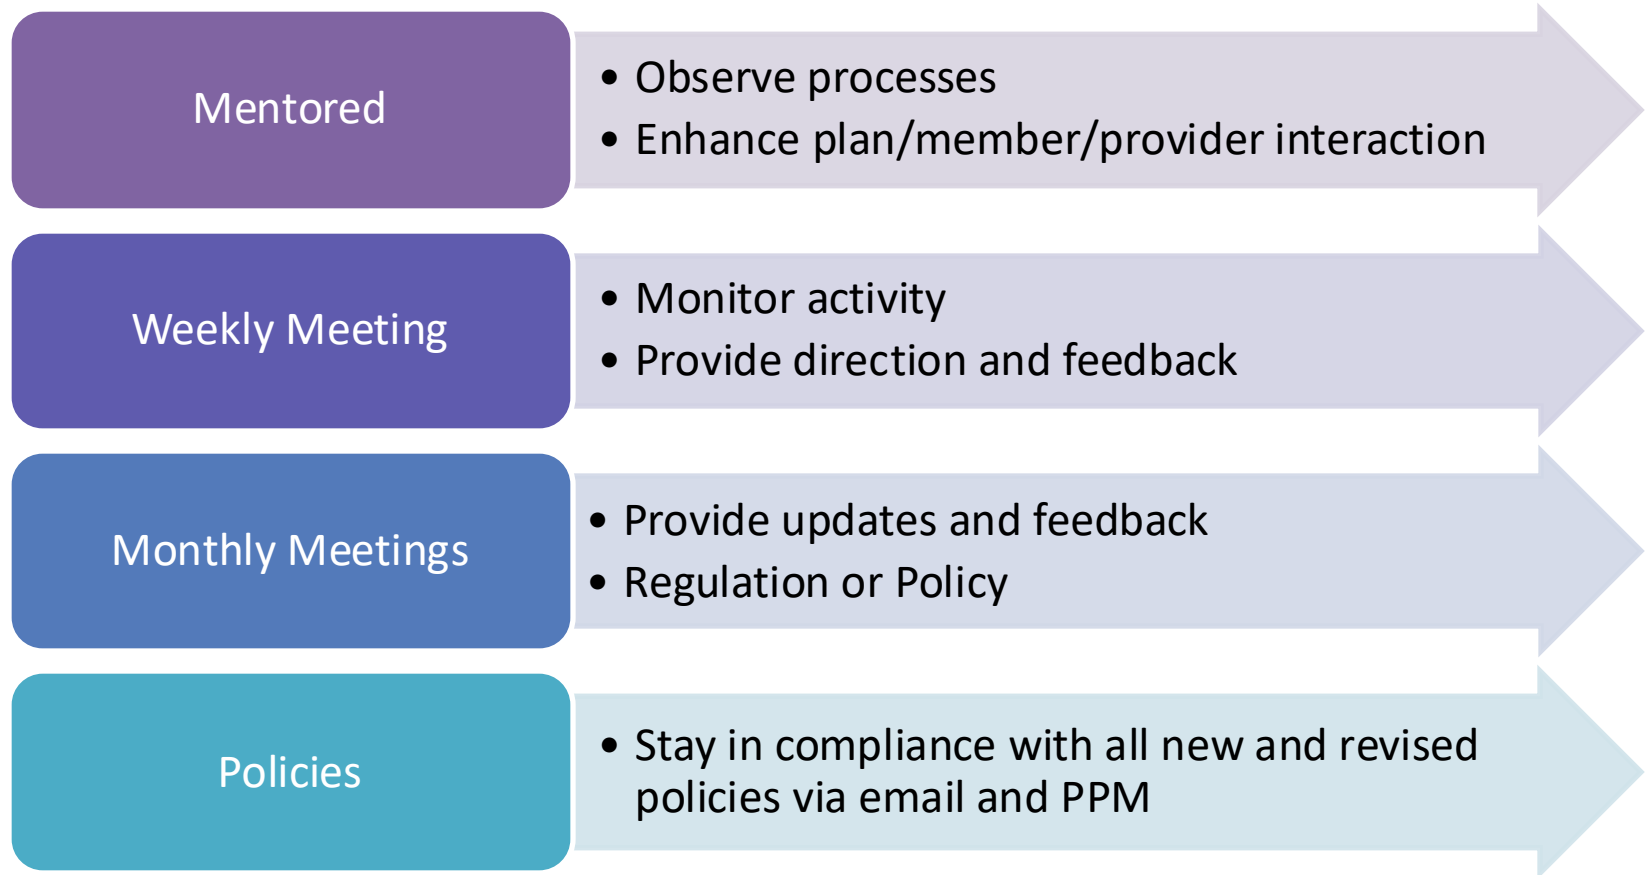 Mentored
• Observe processes
• Enhance plan/member/provider interaction
Weekly Meeting
• Monitor activity
• Provide direction and feedback
Monthly Meetings
• Provide updates and feedback
• Regulation or Policy
Policies
• Stay in compliance with all new and revised
policies via email and PPM